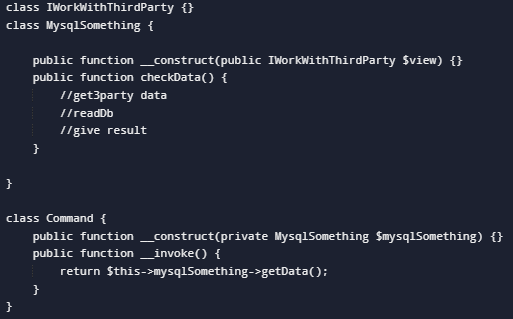 class IWorkWithThirdParty {}
class MysqlSomething {
public function __construct(public IWorkWithThirdParty $view) {}
public function checkData() {
//get3party data
//readDb
//give result
}
}
class Command {
public function __construct(private MysqlSomething $mysqlSomething) {}
public function __invoke() {
return $this->mysqlSomething->getData();
}
}